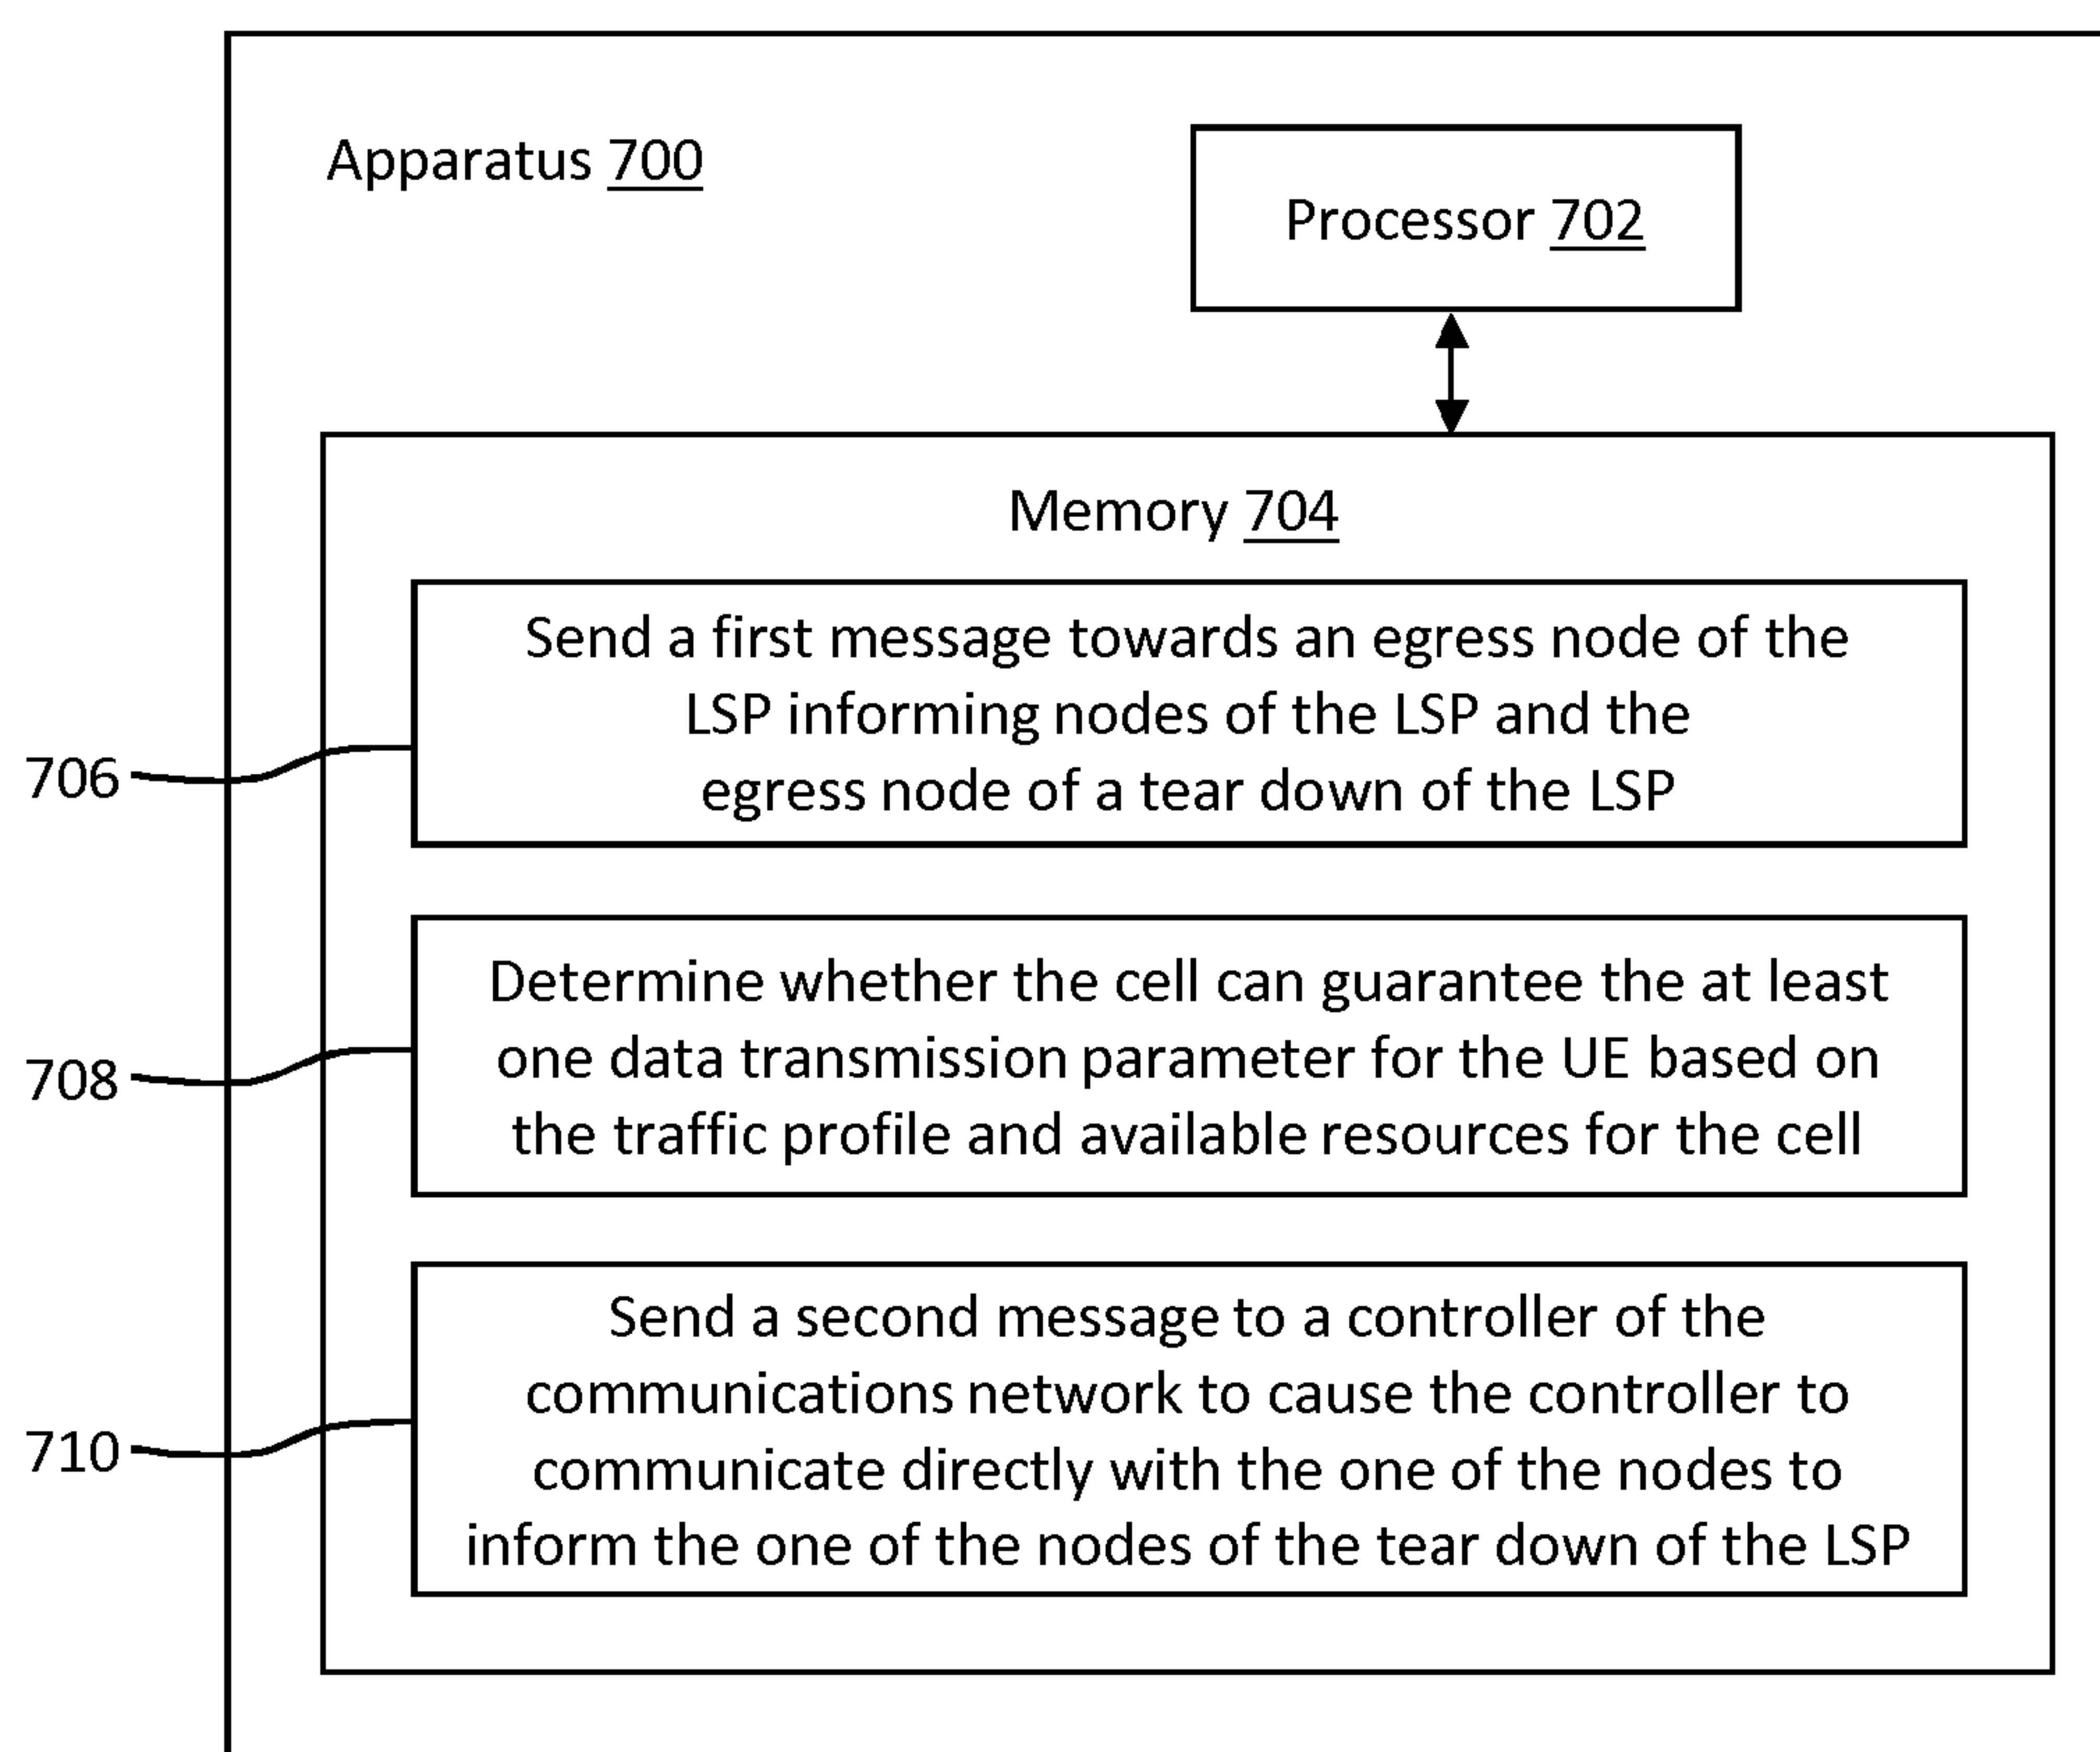 Apparatus 700
Processor 702
Memory 704
Send a first message towards an egress node of the
LSP informing nodes of the LSP and the
egress node of a tear down of the LSP
706
Determine whether the cell can guarantee the at least
one data transmission parameter for the UE based on
the traffic profile and available resources for the cell
708
Send a second message to a controller of the
communications network to cause the controller to
communicate directly with the one of the nodes to
inform the one of the nodes of the tear down of the LSP
710